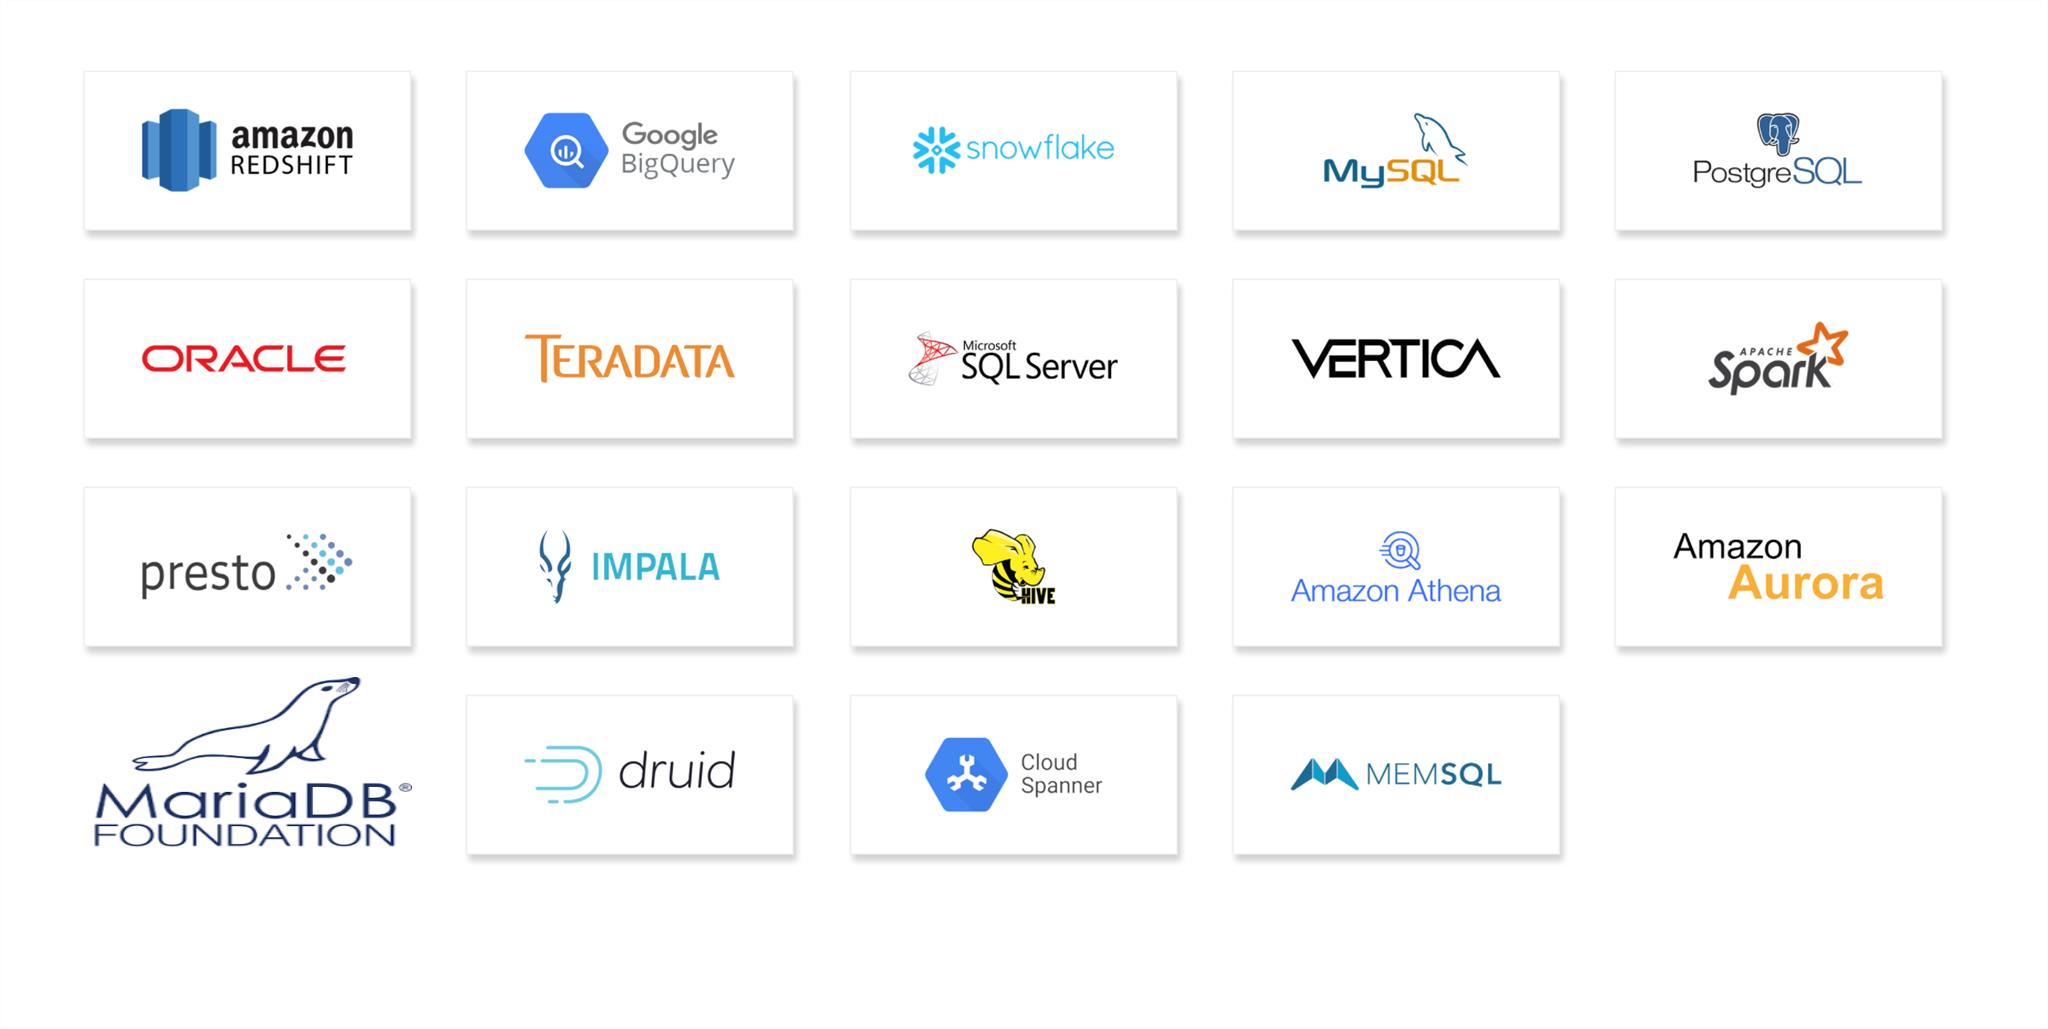 amazon
REDSHIFT
Google
BigQuery
snowflake
MySQL
PostgreSQL
ORACLE
TERADATA
Microsoft
SQL Server
VERTICA
APACHE
Spark
presto
IMPALA
HIVE
Amazon Athena
Amazon
Aurora
MariaDB®
FOUNDATION
druid
Cloud
Spanner
MEMSQL